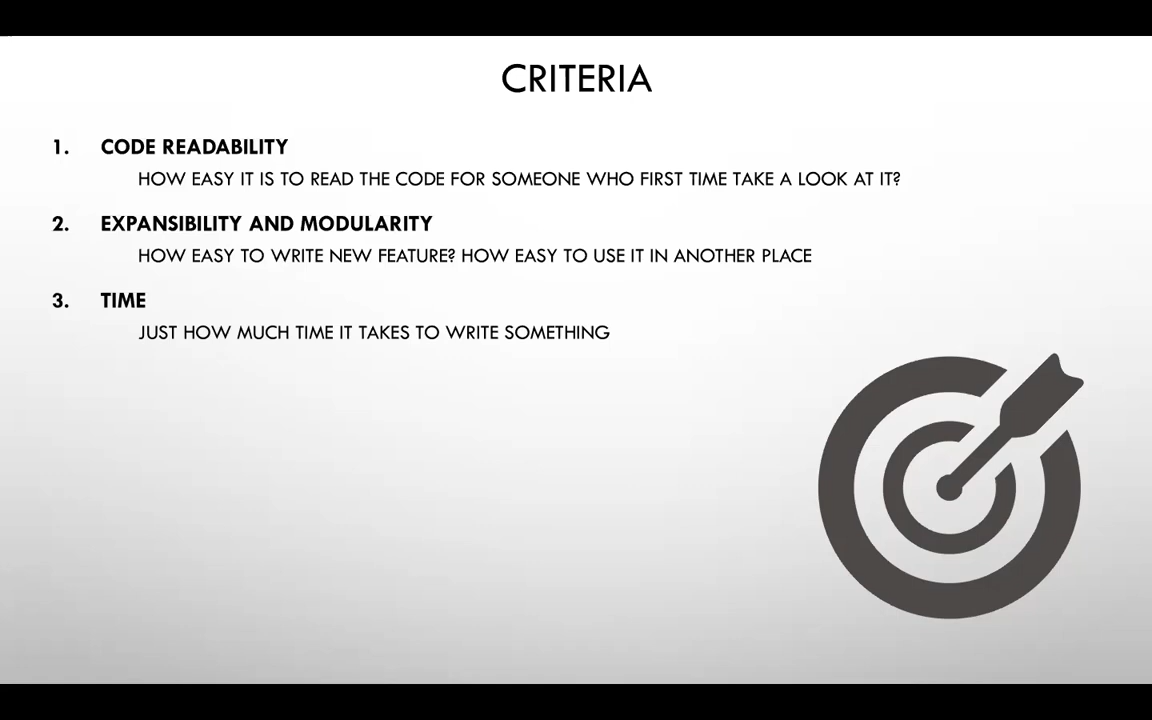 CRITERIA
1. CODE READABILITY
HOW EASY IT IS TO READ THE CODE FOR SOMEONE WHO FIRST TIME TAKE A LOOK AT IT?
2. EXPANSIBILITY AND MODULARITY
HOW EASY TO WRITE NEW FEATURE? HOW EASY TO USE IT IN ANOTHER PLACE
3. TIME
JUST HOW MUCH TIME IT TAKES TO WRITE SOMETHING